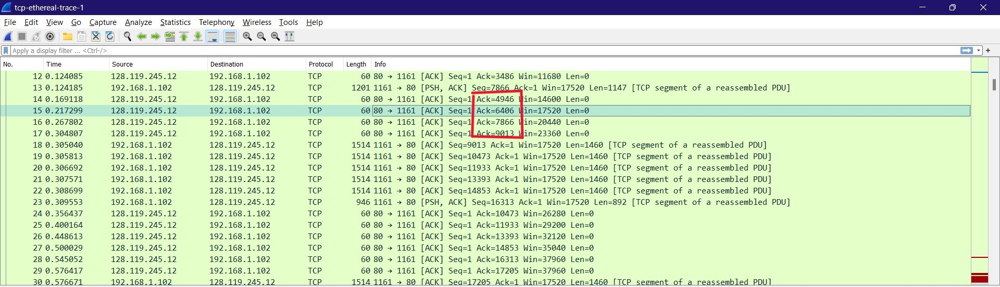 tcp-ethereal-trace-1
File Edit View Go Capture Analyze Statistics Telephony Wireless Tools Help
Apply a display filter ... <Ctrl-/>
No. Time Source Destination Protocol Length Info
12 0.124085 128.119.245.12 192.168.1.102 TCP 60 80 → 1161 [ACK] Seq=1 Ack=3486 Win=11680 Len=0
13 0.124185 192.168.1.102 128.119.245.12 TCP 1201 1161 → 80 [PSH, ACK] Seq=7866 Ack=1 Win=17520 Len=1147 [TCP segment of a reassembled PDU]
14 0.169118 128.119.245.12 192.168.1.102 TCP 60 80 → 1161 [ACK] Seq=1 Ack=4946 Win=14600 Len=0
15 0.217299 128.119.245.12 192.168.1.102 TCP 60 80 → 1161 [ACK] Seq=1 Ack=6406 Win=17520 Len=0
16 0.267802 128.119.245.12 192.168.1.102 TCP 60 80 → 1161 [ACK] Seq=1 Ack=7866 Win=20440 Len=0
17 0.304807 128.119.245.12 192.168.1.102 TCP 60 80 → 1161 [ACK] Seq=1 Ack=9013 Win=23360 Len=0
18 0.305040 192.168.1.102 128.119.245.12 TCP 1514 1161 → 80 [ACK] Seq=9013 Ack=1 Win=17520 Len=1460 [TCP segment of a reassembled PDU]
19 0.305813 192.168.1.102 128.119.245.12 TCP 1514 1161 → 80 [ACK] Seq=10473 Ack=1 Win=17520 Len=1460 [TCP segment of a reassembled PDU]
20 0.306692 192.168.1.102 128.119.245.12 TCP 1514 1161 → 80 [ACK] Seq=11933 Ack=1 Win=17520 Len=1460 [TCP segment of a reassembled PDU]
21 0.307571 192.168.1.102 128.119.245.12 TCP 1514 1161 → 80 [ACK] Seq=13393 Ack=1 Win=17520 Len=1460 [TCP segment of a reassembled PDU]
22 0.308699 192.168.1.102 128.119.245.12 TCP 1514 1161 → 80 [ACK] Seq=14853 Ack=1 Win=17520 Len=1460 [TCP segment of a reassembled PDU]
23 0.309553 192.168.1.102 128.119.245.12 TCP 946 1161 → 80 [PSH, ACK] Seq=16313 Ack=1 Win=17520 Len=892 [TCP segment of a reassembled PDU]
24 0.356437 128.119.245.12 192.168.1.102 TCP 60 80 → 1161 [ACK] Seq=1 Ack=10473 Win=26280 Len=0
25 0.400164 128.119.245.12 192.168.1.102 TCP 60 80 → 1161 [ACK] Seq=1 Ack=11933 Win=29200 Len=0
26 0.448613 128.119.245.12 192.168.1.102 TCP 60 80 → 1161 [ACK] Seq=1 Ack=13393 Win=32120 Len=0
27 0.500029 128.119.245.12 192.168.1.102 TCP 60 80 → 1161 [ACK] Seq=1 Ack=14853 Win=35040 Len=0
28 0.545052 128.119.245.12 192.168.1.102 TCP 60 80 → 1161 [ACK] Seq=1 Ack=16313 Win=37960 Len=0
29 0.576417 128.119.245.12 192.168.1.102 TCP 60 80 → 1161 [ACK] Seq=1 Ack=17205 Win=37960 Len=0
30 0.576671 192.168.1.102 128.119.245.12 TCP 1514 1161 → 80 [ACK] Seq=17205 Ack=1 Win=17520 Len=1460 [TCP segment of a reassembled PDU]